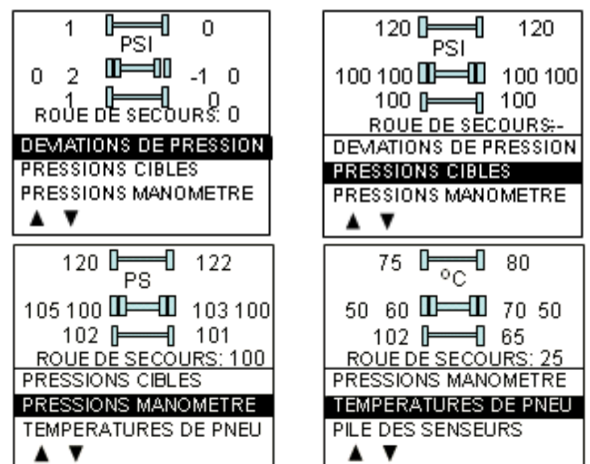 1 0
PSI
0 2 -1 0
1 0
ROUE DE SECOURS: 0
DEVIATIONS DE PRESSION
PRESSIONS CIBLES
PRESSIONS MANOMETRE
▲ ▼
120 120
PSI
100 100 100 100
100 100
ROUE DE SECOURS:-
DEVIATIONS DE PRESSION
PRESSIONS CIBLES
PRESSIONS MANOMETRE
▲ ▼
120 122
PS
105 100 103 100
102 101
ROUE DE SECOURS: 100
PRESSIONS CIBLES
PRESSIONS MANOMETRE
TEMPERATURES DE PNEU
▲ ▼
75 80
ºC
50 60 70 50
102 65
ROUE DE SECOURS: 25
PRESSIONS MANOMETRE
TEMPERATURES DE PNEU
PILE DES SENSEURS
▲ ▼